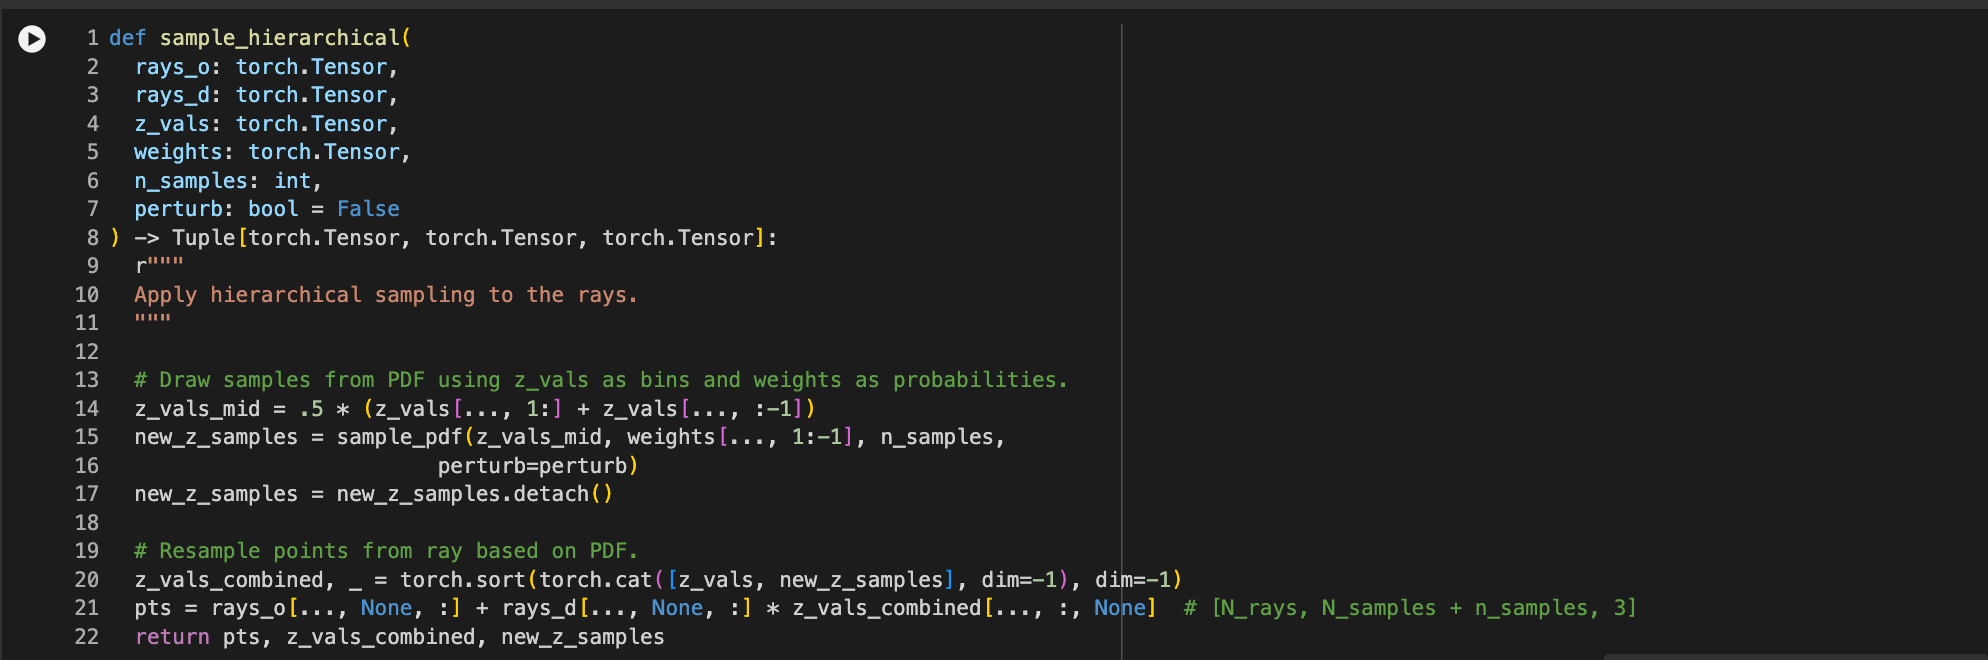 1 def sample_hierarchical(
2   rays_o: torch.Tensor,
3   rays_d: torch.Tensor,
4   z_vals: torch.Tensor,
5   weights: torch.Tensor,
6   n_samples: int,
7   perturb: bool = False
8 ) -> Tuple[torch.Tensor, torch.Tensor, torch.Tensor]:
9   r"""
10   Apply hierarchical sampling to the rays.
11   """
12
13   # Draw samples from PDF using z_vals as bins and weights as probabilities.
14   z_vals_mid = .5 * (z_vals[..., 1:] + z_vals[..., :-1])
15   new_z_samples = sample_pdf(z_vals_mid, weights[..., 1:-1], n_samples,
16                           perturb=perturb)
17   new_z_samples = new_z_samples.detach()
18
19   # Resample points from ray based on PDF.
20   z_vals_combined, _ = torch.sort(torch.cat([z_vals, new_z_samples], dim=-1), dim=-1)
21   pts = rays_o[..., None, :] + rays_d[..., None, :] * z_vals_combined[..., :, None]  # [N_rays, N_samples + n_samples, 3]
22   return pts, z_vals_combined, new_z_samples